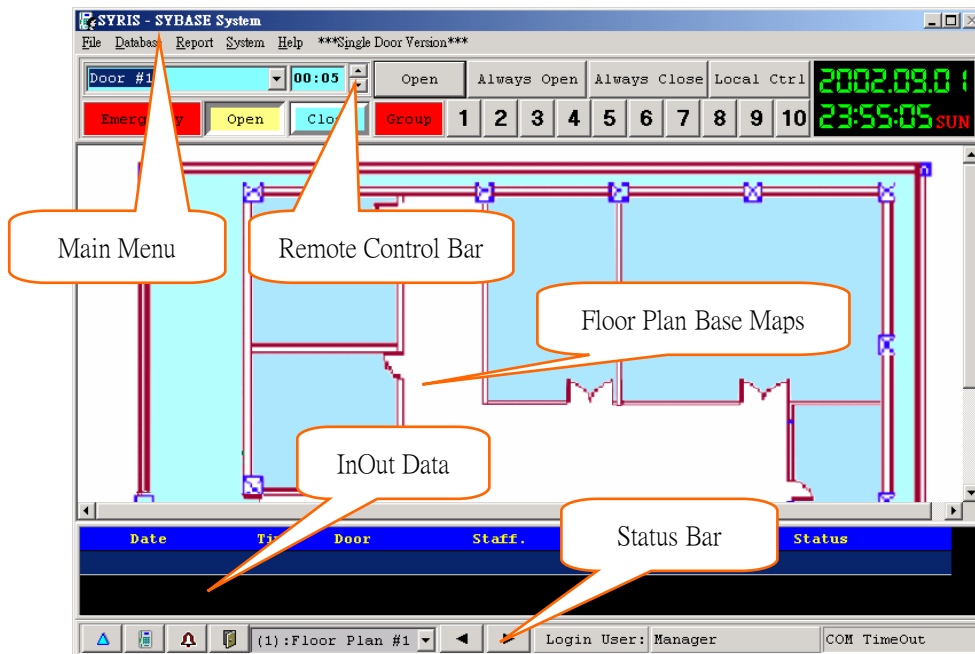 SYRIS - SYBASE System
File Database Report System Help ***Single Door Version***
Door #1 00:05 Open Always Open Always Close Local Ctrl 2002.09.01
Open Group 1 2 3 4 5 6 7 8 9 10 23:55:05 SUN
Main Menu
Remote Control Bar
Floor Plan Base Maps
InOut Data
Status Bar
Date Door Staff. Status
(1):Floor Plan #1 Login User: Manager COM TimeOut